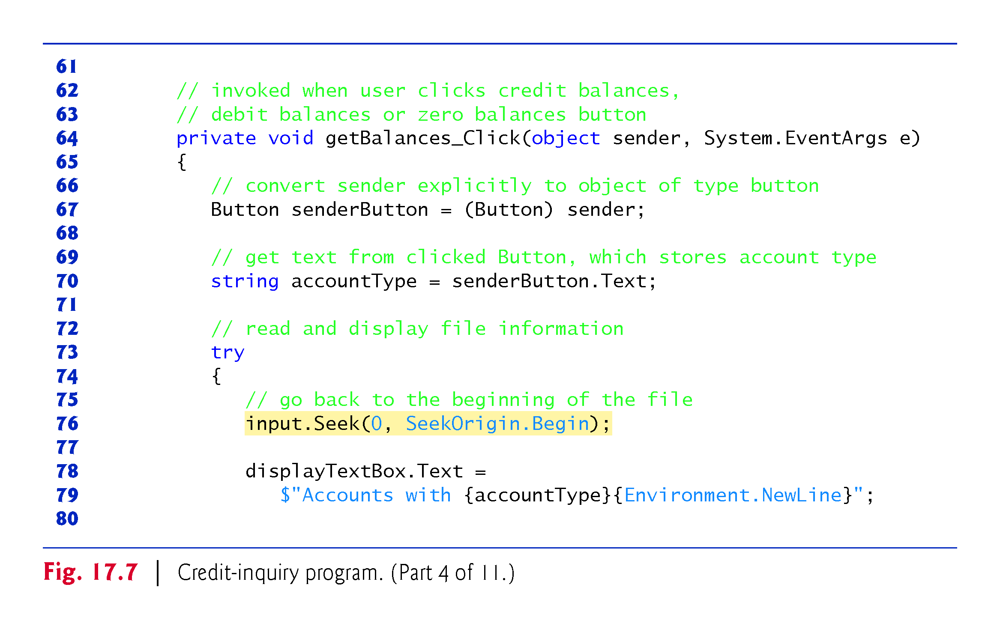 61
62 // invoked when user clicks credit balances,
63 // debit balances or zero balances button
64 private void getBalances_Click(object sender, System.EventArgs e)
65 {
66 // convert sender explicitly to object of type button
67 Button senderButton = (Button) sender;
68
69 // get text from clicked Button, which stores account type
70 string accountType = senderButton.Text;
71
72 // read and display file information
73 try
74 {
75 // go back to the beginning of the file
76 input.Seek(0, SeekOrigin.Begin);
77
78 displayTextBox.Text =
79 $"Accounts with {accountType}{Environment.NewLine}";
80
Fig. 17.7 | Credit-inquiry program. (Part 4 of 11.)